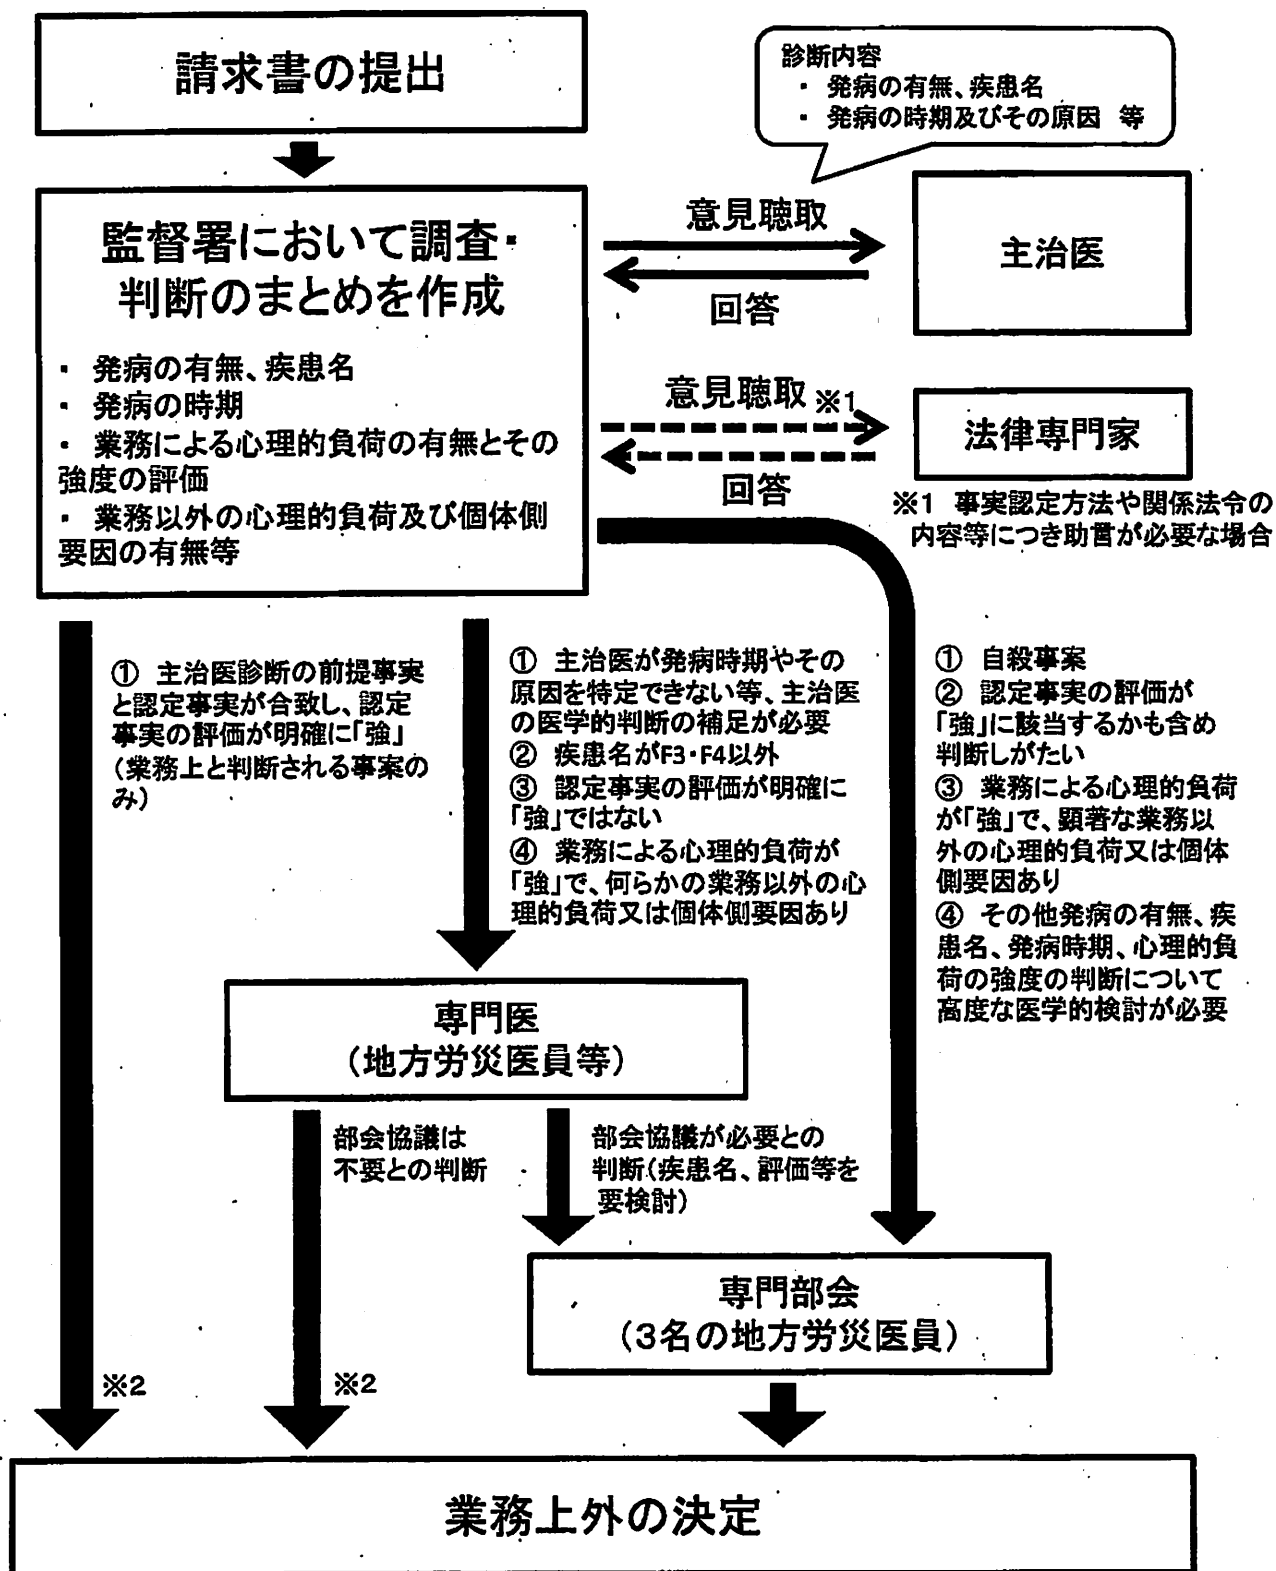 請求書の提出
診断内容
・ 発病の有無、疾患名
・ 発病の時期及びその原因 等
監督署において調査・
判断のまとめを作成
・ 発病の有無、疾患名
・ 発病の時期
・ 業務による心理的負荷の有無とその
強度の評価
・ 業務以外の心理的負荷及び個体側
要因の有無等
意見聴取
回答
主治医
意見聴取 ※1
回答
法律専門家
※1 事実認定方法や関係法令の
内容等につき助言が必要な場合
① 主治医診断の前提事実
と認定事実が合致し、認定
事実の評価が明確に「強」
（業務上と判断される事案の
み）
① 主治医が発病時期やその
原因を特定できない等、主治医
の医学的判断の補足が必要
② 疾患名がF3・F4以外
③ 認定事実の評価が明確に
「強」ではない
④ 業務による心理的負荷が
「強」で、何らかの業務以外の心
理的負荷又は個体側要因あり
① 自殺事案
② 認定事実の評価が
「強」に該当するかも含め
判断しがたい
③ 業務による心理的負荷
が「強」で、顕著な業務以
外の心理的負荷又は個体
側要因あり
④ その他発病の有無、疾
患名、発病時期、心理的負
荷の強度の判断について
高度な医学的検討が必要
専門医
（地方労災医員等）
部会協議は
不要との判断
部会協議が必要との
判断（疾患名、評価等を
要検討）
専門部会
（3名の地方労災医員）
※2
※2
業務上外の決定